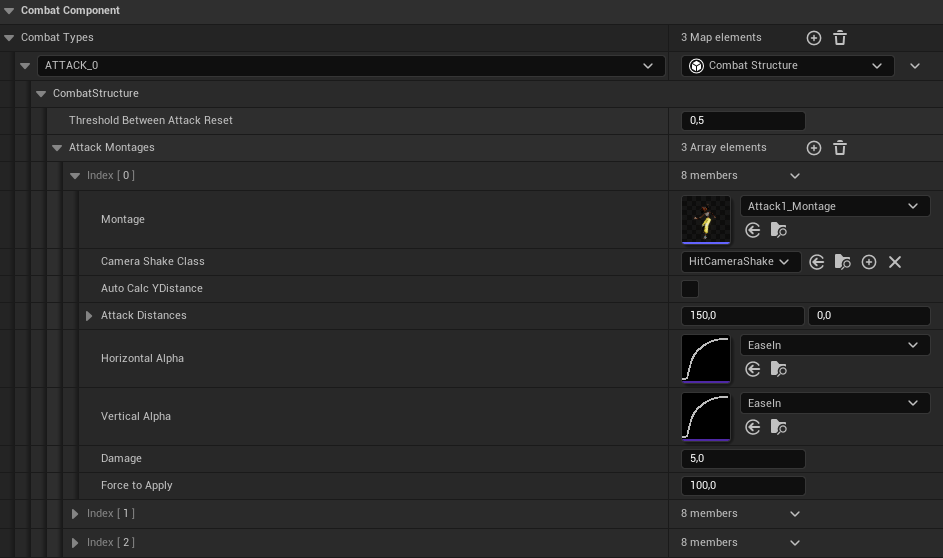 Combat Component
Combat Types 3 Map elements
ATTACK_0 Combat Structure
CombatStructure
Threshold Between Attack Reset 0,5
Attack Montages 3 Array elements
Index [ 0 ] 8 members
Montage Attack1_Montage
Camera Shake Class HitCameraShake
Auto Calc YDistance
Attack Distances 150,0 0,0
Horizontal Alpha EaseIn
Vertical Alpha EaseIn
Damage 5,0
Force to Apply 100,0
Index [ 1 ] 8 members
Index [ 2 ] 8 members